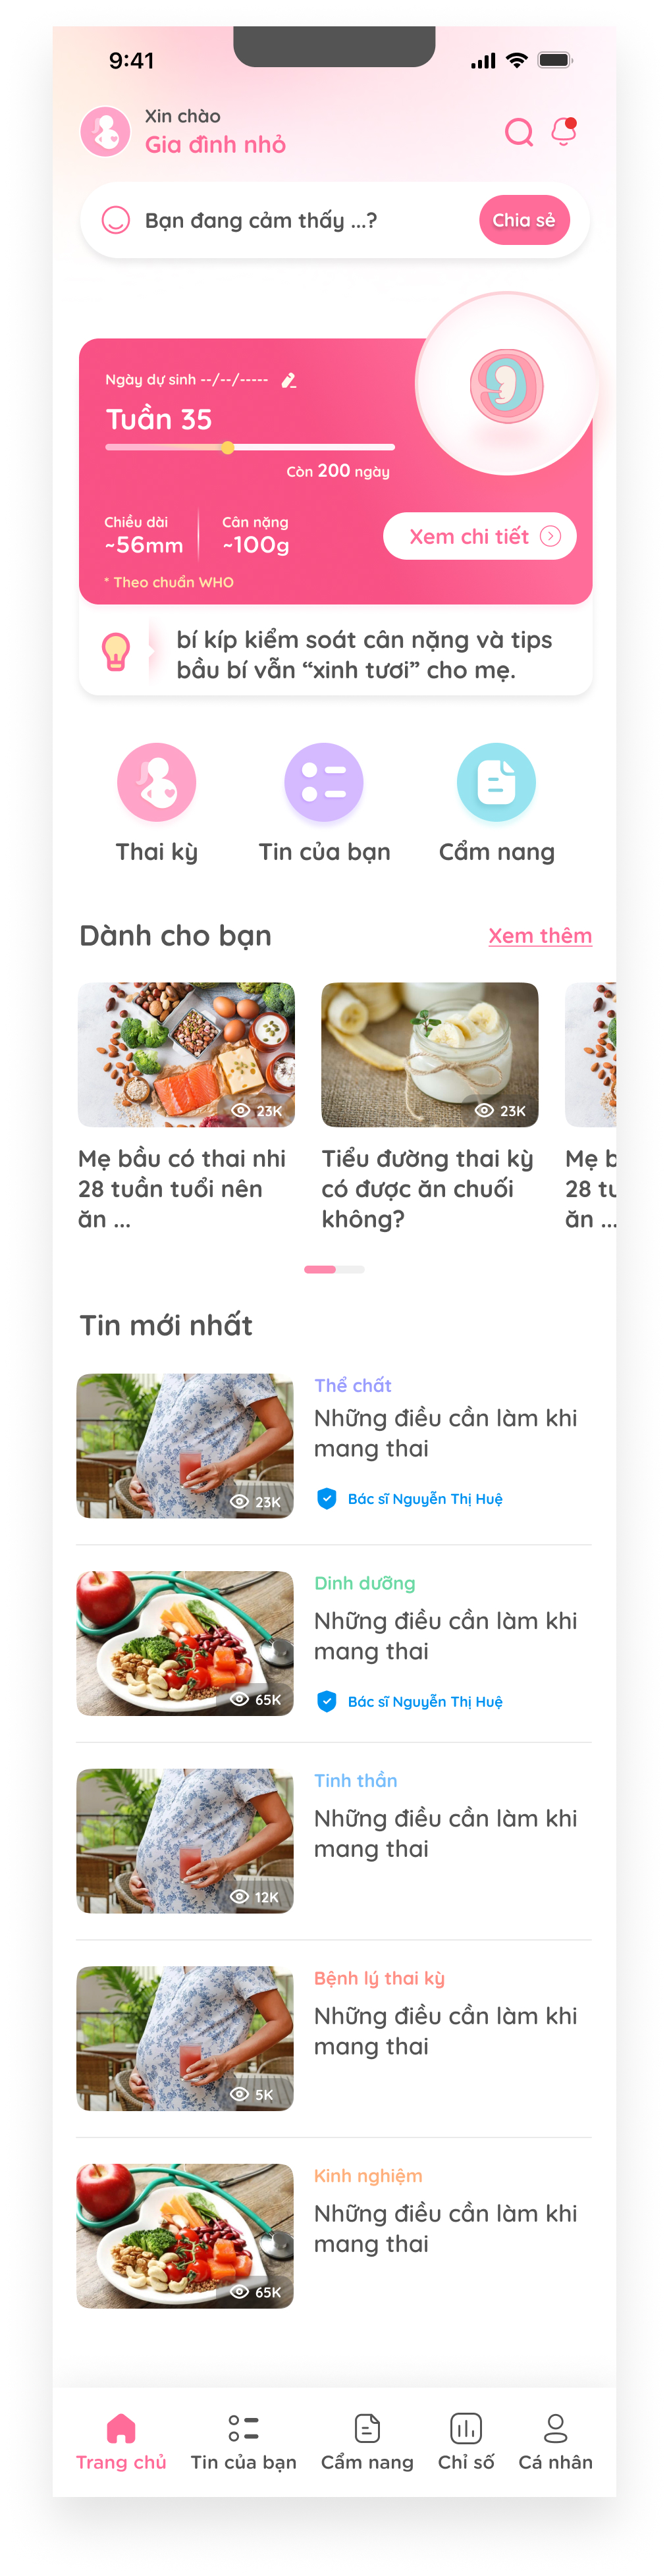 9:41
Xin chào
Gia đình nhỏ
Bạn đang cảm thấy ...?
Chia sẻ
Ngày dự sinh --/--/-----
Tuần 35
Còn 200 ngày
Chiều dài
~56mm
Cân nặng
~100g
Xem chi tiết
* Theo chuẩn WHO
bí kíp kiểm soát cân nặng và tips
bầu bí vẫn “xinh tươi” cho mẹ.
Thai kỳ
Tin của bạn
Cẩm nang
Dành cho bạn
Xem thêm
23K
23K
Mẹ bầu có thai nhi
28 tuần tuổi nên
ăn ...
Tiểu đường thai kỳ
có được ăn chuối
không?
Mẹ b
28 tu
ăn ...
Tin mới nhất
Thể chất
Những điều cần làm khi
mang thai
Bác sĩ Nguyễn Thị Huệ
23K
Dinh dưỡng
Những điều cần làm khi
mang thai
Bác sĩ Nguyễn Thị Huệ
65K
Tinh thần
Những điều cần làm khi
mang thai
12K
Bệnh lý thai kỳ
Những điều cần làm khi
mang thai
5K
Kinh nghiệm
Những điều cần làm khi
mang thai
65K
Trang chủ
Tin của bạn
Cẩm nang
Chỉ số
Cá nhân